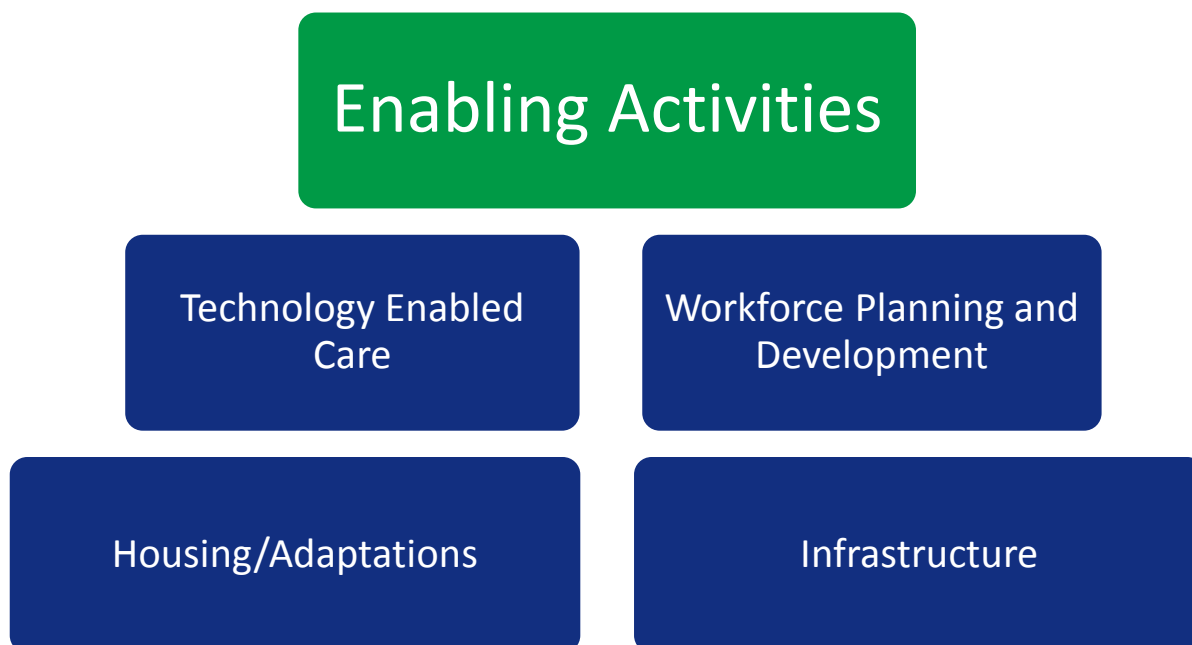 Enabling Activities
Technology Enabled
Care
Workforce Planning and
Development
Housing/Adaptations
Infrastructure